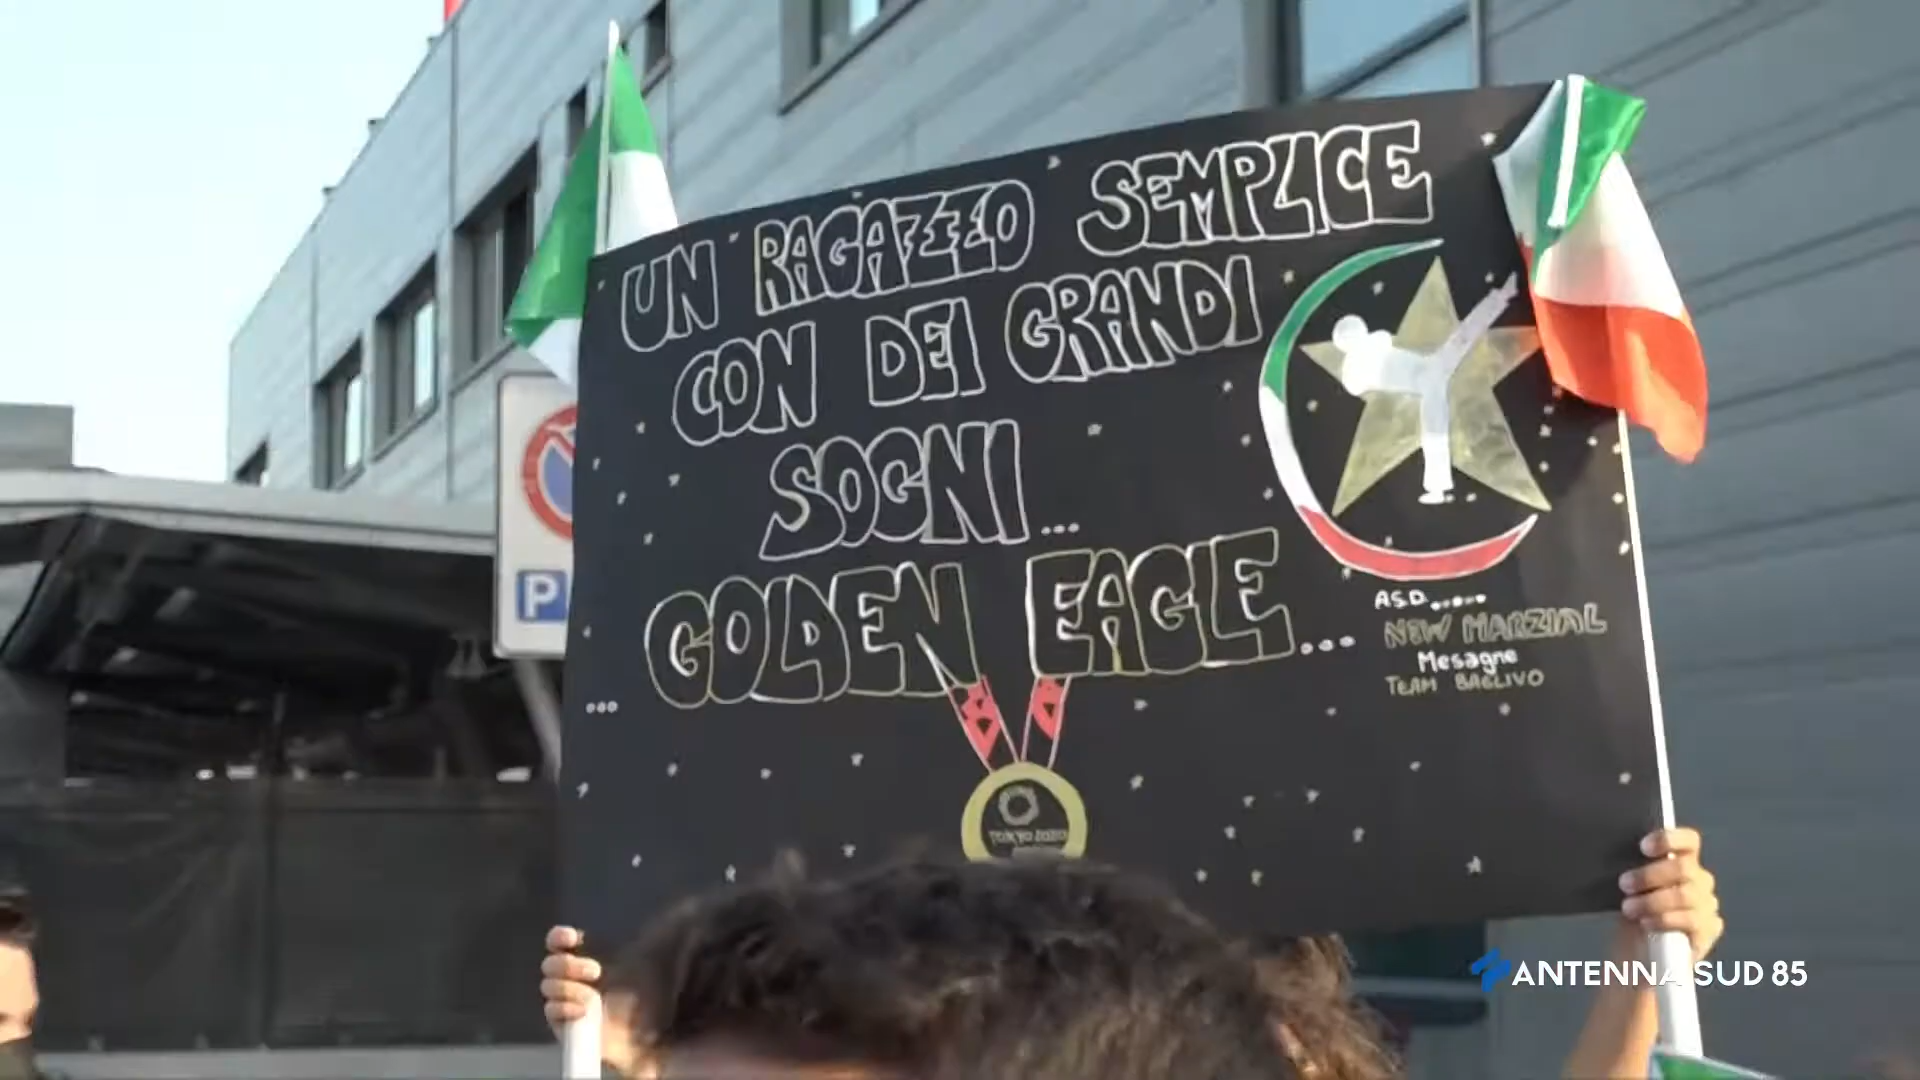 UN RAGAZZO SEMPLICE
CON DEI GRANDI
SOGNI...
GOLDEN EAGLE...
...
A.S.D......
NEW MARZIAL
Mesagne
TEAM BAGLIVO
TOKYO 2020
P
ANTENNA SUD 85